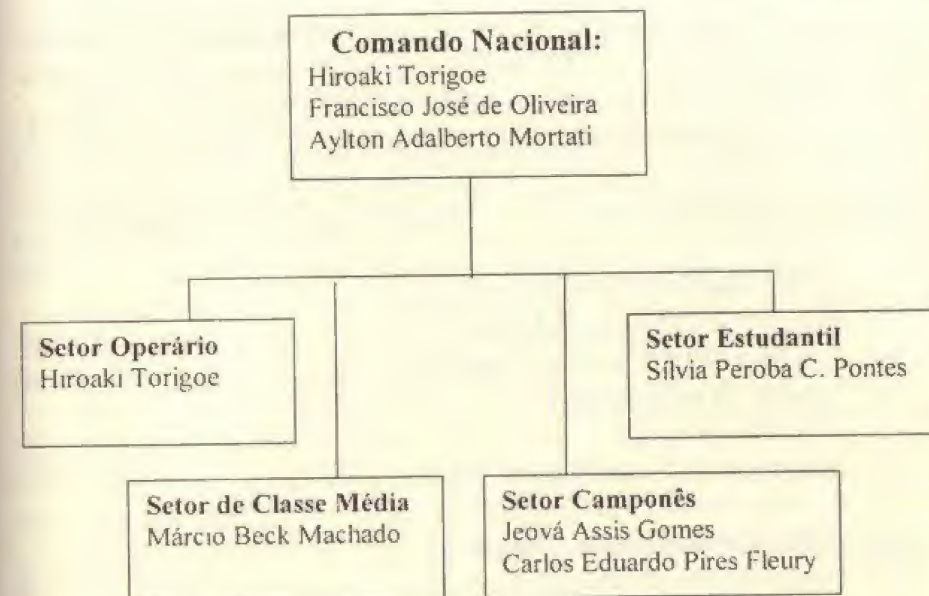 Comando Nacional:
Hiroaki Torigoe
Francisco José de Oliveira
Aylton Adalberto Mortati
Setor Operário
Hiroaki Torigoe
Setor Estudantil
Sílvia Peroba C. Pontes
Setor de Classe Média
Márcio Beck Machado
Setor Camponês
Jeová Assis Gomes
Carlos Eduardo Pires Fleury